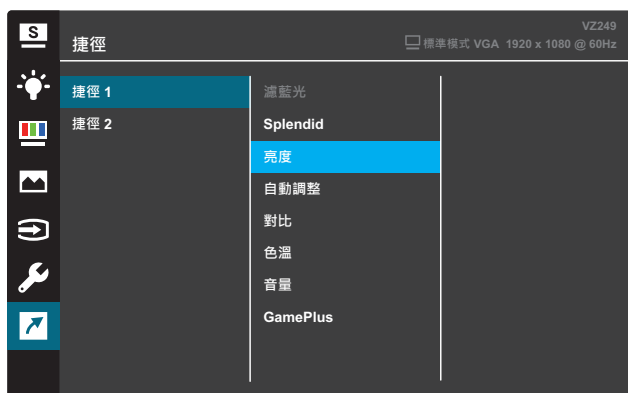 S
VZ249
捷徑
標準模式 VGA 1920 x 1080 @ 60Hz
捷徑 1
捷徑 2
濾藍光
Splendid
亮度
自動調整
對比
色溫
音量
GamePlus